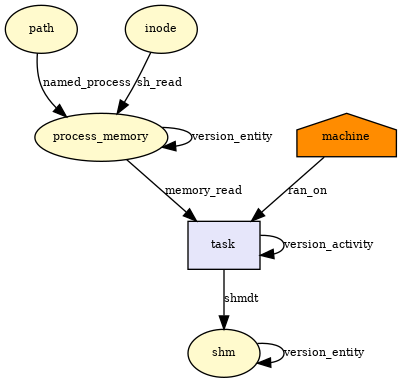 path
inode
named_process
sh_read
process_memory
version_entity
machine
memory_read
ran_on
task
version_activity
shmdt
shm
version_entity